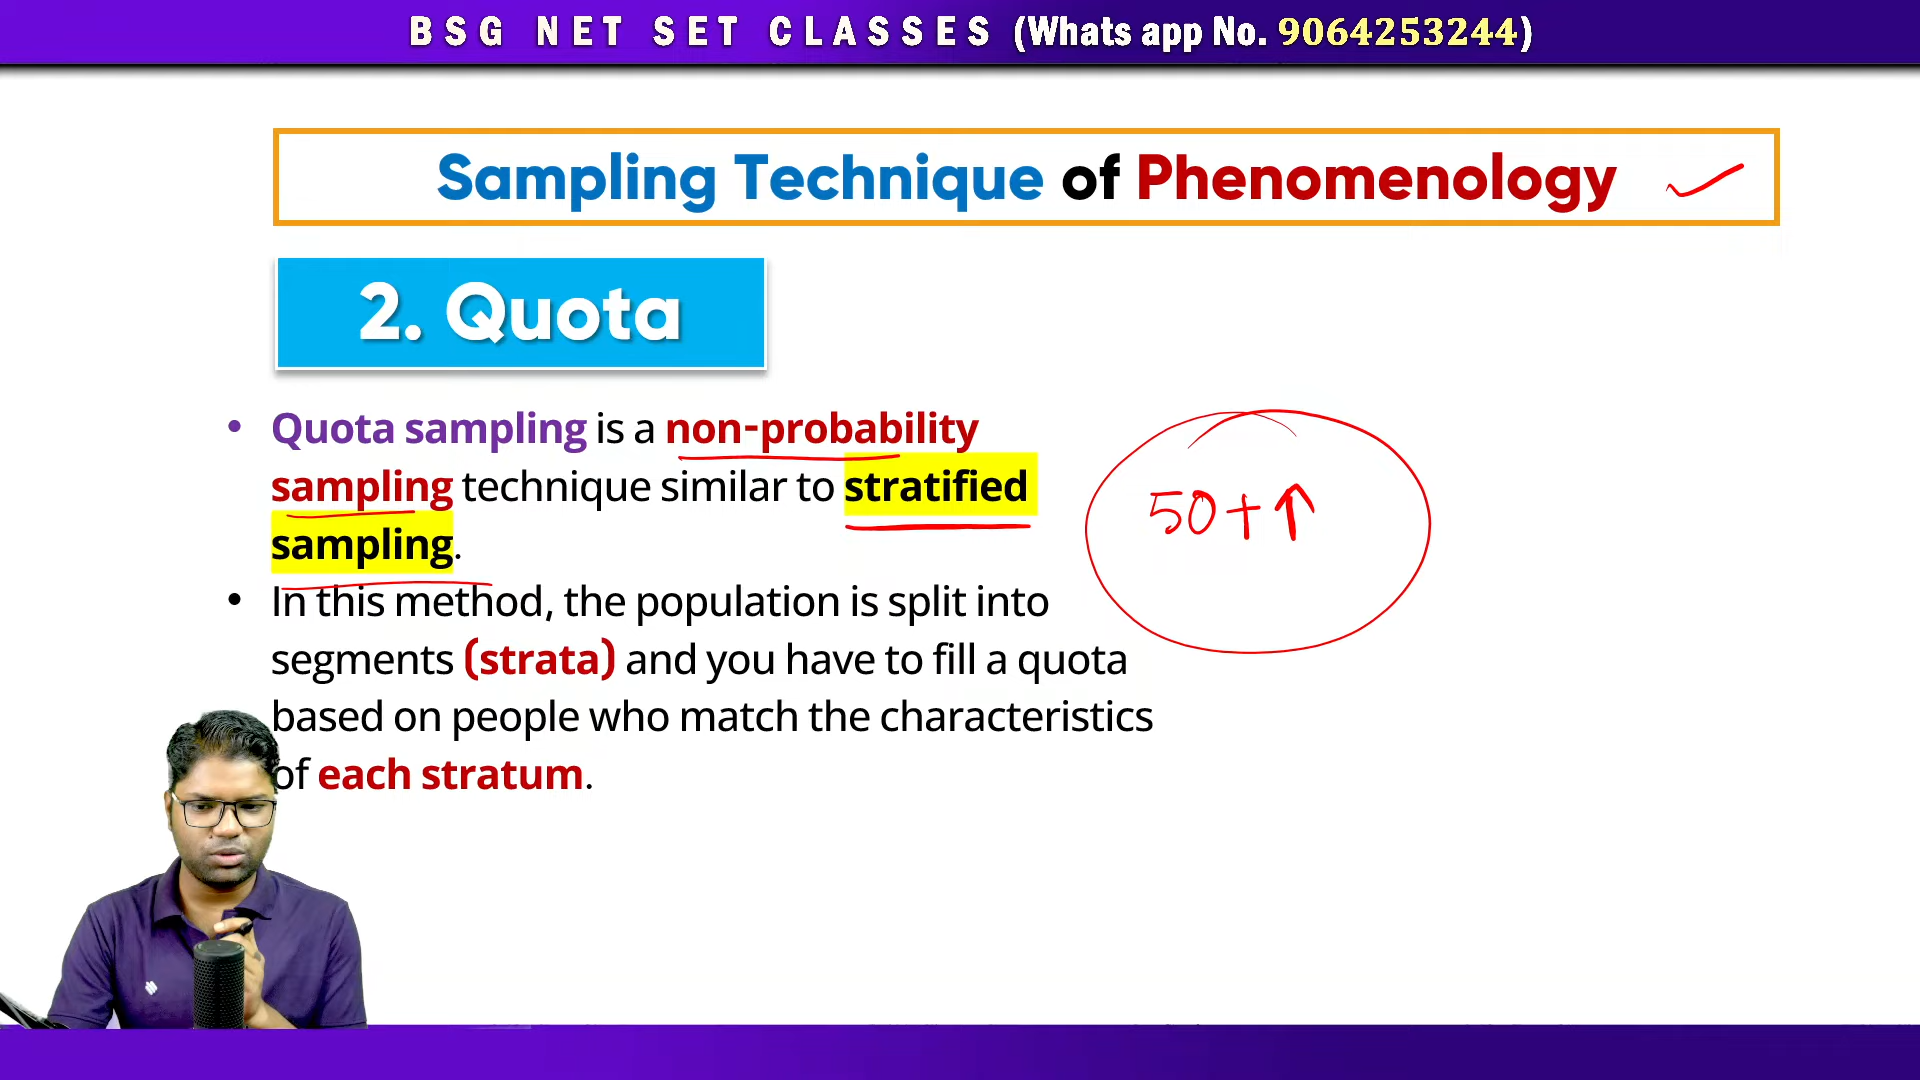 BSG NET SET CLASSES (Whats app No. 9064253244)
Sampling Technique of Phenomenology
2. Quota
• Quota sampling is a non-probability
sampling technique similar to stratified
sampling.
50+↑
• In this method, the population is split into
segments (strata) and you have to fill a quota
based on people who match the characteristics
of each stratum.